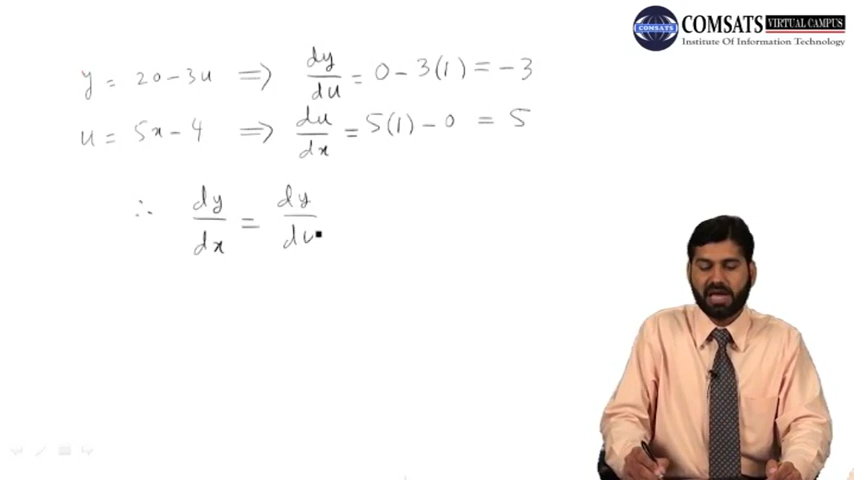 COMSATS VIRTUAL CAMPUS
COMSATS
Institute Of Information Technology
y = 20 - 3u ⟹ dy/du = 0 - 3(1) = -3
u = 5x - 4 ⟹ du/dx = 5(1) - 0 = 5
∴ dy/dx = dy/du